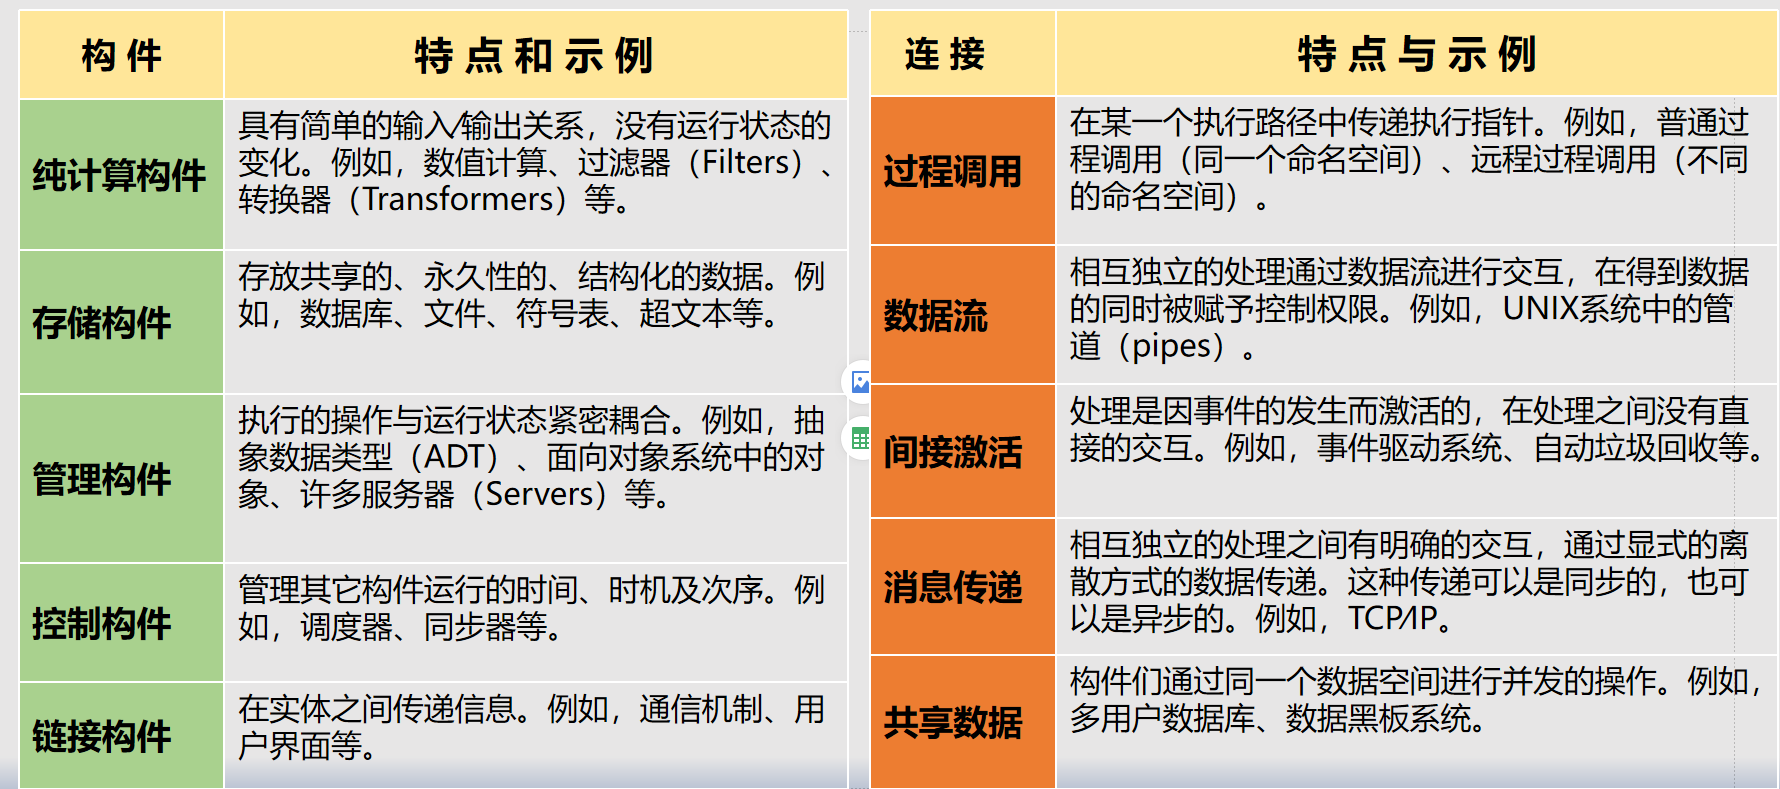 构 件
特 点 和 示 例
纯计算构件
具有简单的输入/输出关系，没有运行状态的
变化。例如，数值计算、过滤器（Filters）、
转换器（Transformers）等。
存储构件
存放共享的、永久性的、结构化的数据。例
如，数据库、文件、符号表、超文本等。
管理构件
执行的操作与运行状态紧密耦合。例如，抽
象数据类型（ADT）、面向对象系统中的对
象、许多服务器（Servers）等。
控制构件
管理其它构件运行的时间、时机及次序。例
如，调度器、同步器等。
链接构件
在实体之间传递信息。例如，通信机制、用
户界面等。
连 接
特 点 与 示 例
过程调用
在某一个执行路径中传递执行指针。例如，普通过
程调用（同一个命名空间）、远程过程调用（不同
的命名空间）。
数据流
相互独立的处理通过数据流进行交互，在得到数据
的同时被赋予控制权限。例如，UNIX系统中的管
道（pipes）。
间接激活
处理是因事件的发生而激活的，在处理之间没有直
接的交互。例如，事件驱动系统、自动垃圾回收等。
消息传递
相互独立的处理之间有明确的交互，通过显式的离
散方式的数据传递。这种传递可以是同步的，也可
以是异步的。例如，TCP/IP。
共享数据
构件们通过同一个数据空间进行并发的操作。例如，
多用户数据库、数据黑板系统。